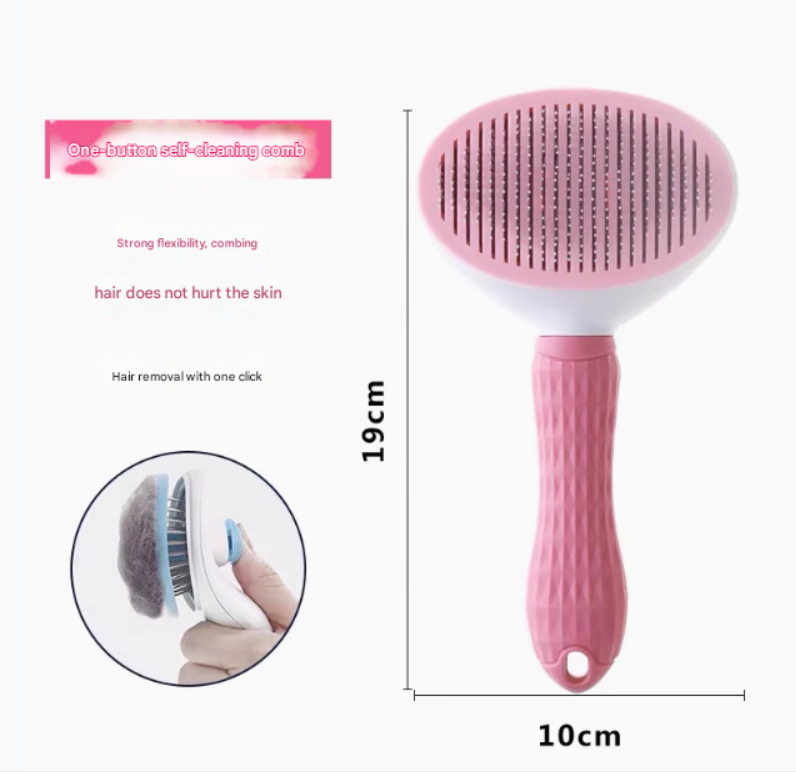 One-button self-cleaning comb
Strong flexibility, combing
hair does not hurt the skin
Hair removal with one click
19cm
10cm